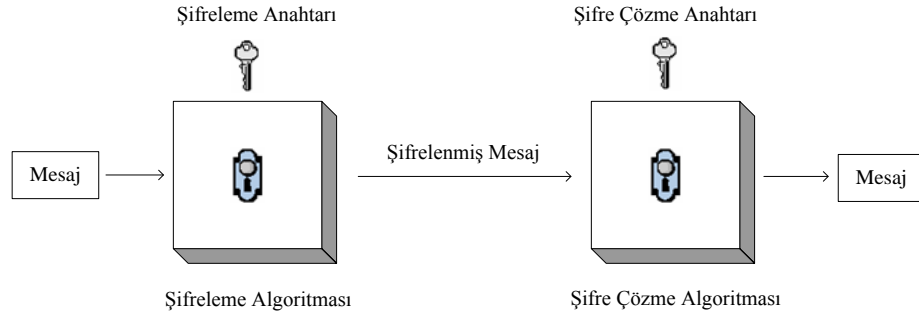 Şifreleme Anahtarı
Şifre Çözme Anahtarı
Mesaj
Şifrelenmiş Mesaj
Mesaj
Şifreleme Algoritması
Şifre Çözme Algoritması